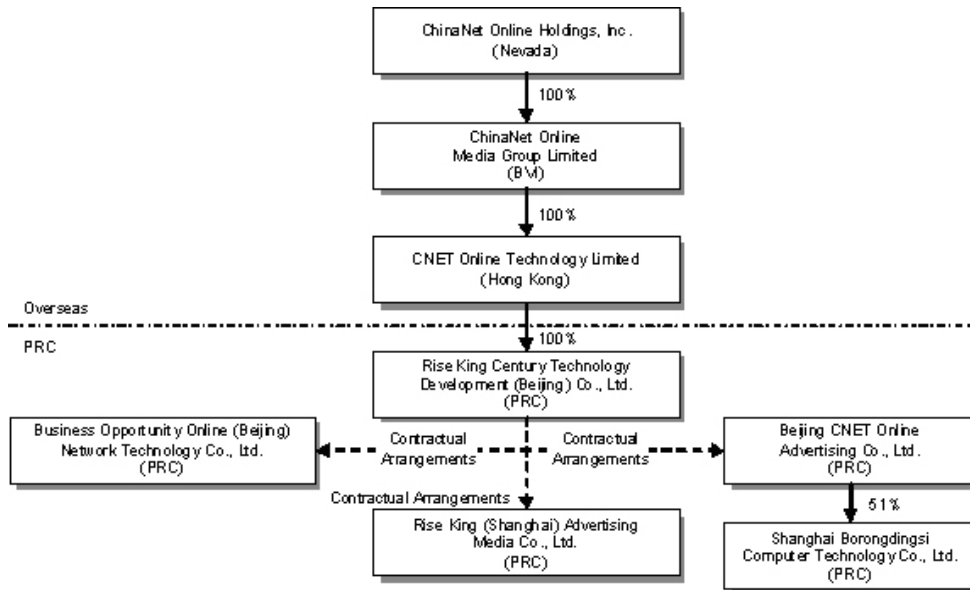 ChinaNet Online Holdings, Inc.
(Nevada)
100%
ChinaNet Online
Media Group Limited
(BVI)
100%
CNET Online Technology Limited
(Hong Kong)
Overseas
PRC
100%
Rise King Century Technology
Development (Beijing) Co., Ltd.
(PRC)
Business Opportunity Online (Beijing)
Network Technology Co., Ltd.
(PRC)
Contractual
Arrangements
Contractual
Arrangements
Beijing CNET Online
Advertising Co., Ltd.
(PRC)
Contractual Arrangements
51%
Rise King (Shanghai) Advertising
Media Co., Ltd.
(PRC)
Shanghai Borongdingsi
Computer Technology Co., Ltd.
(PRC)